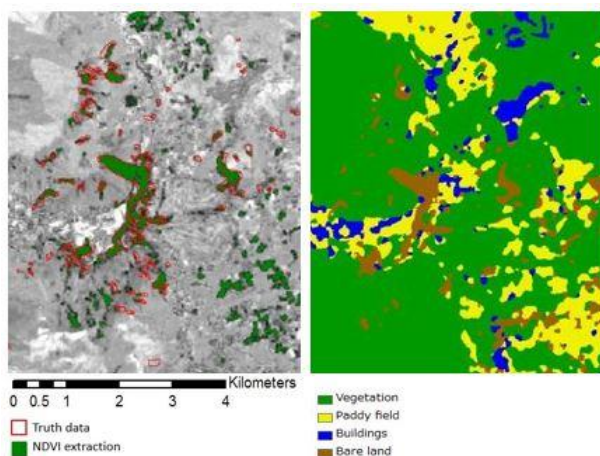 Kilometers
0 0.5 1 2 3 4
Truth data
NDVI extraction
Vegetation
Paddy field
Buildings
Bare land